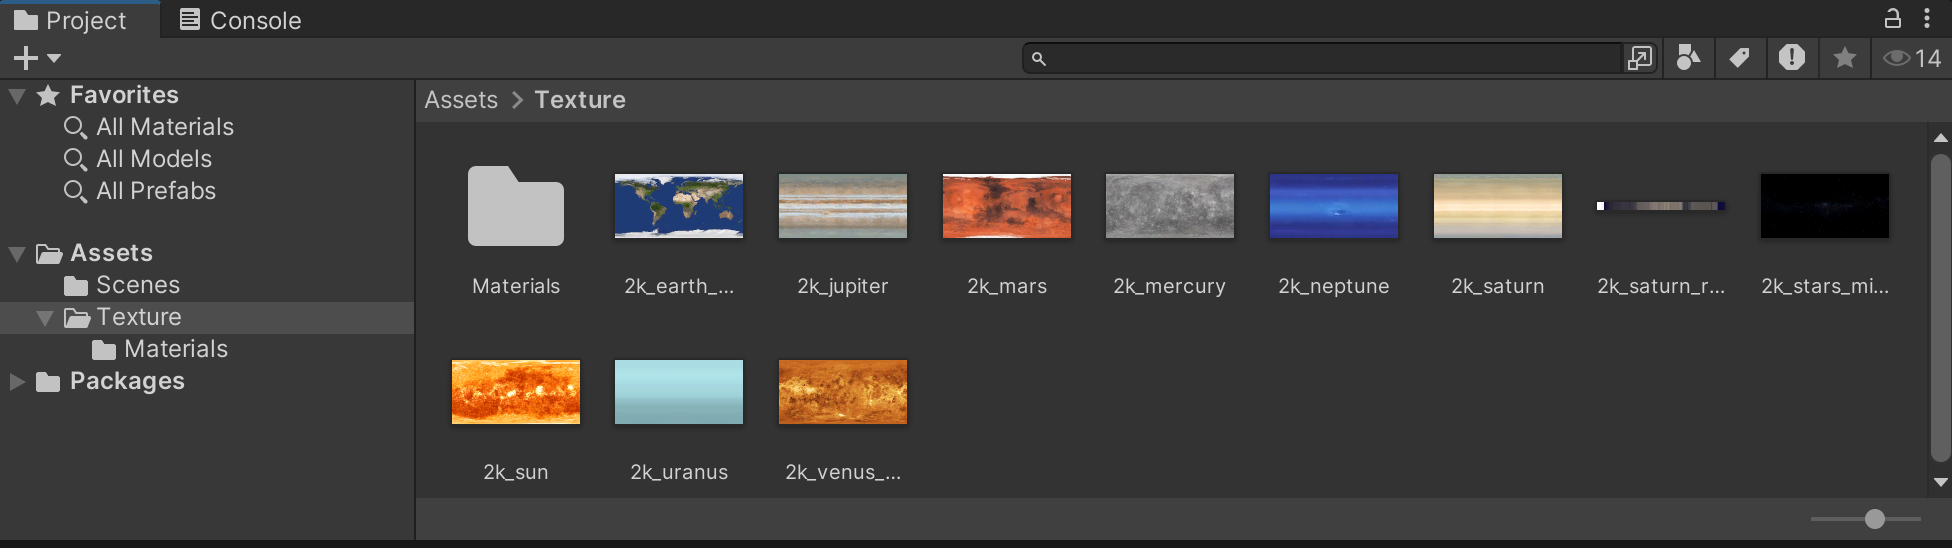 Project
Console
14
Favorites
All Materials
All Models
All Prefabs
Assets
Scenes
Texture
Materials
Packages
Assets > Texture
Materials
2k_earth_...
2k_jupiter
2k_mars
2k_mercury
2k_neptune
2k_saturn
2k_saturn_r...
2k_stars_mi...
2k_sun
2k_uranus
2k_venus_...